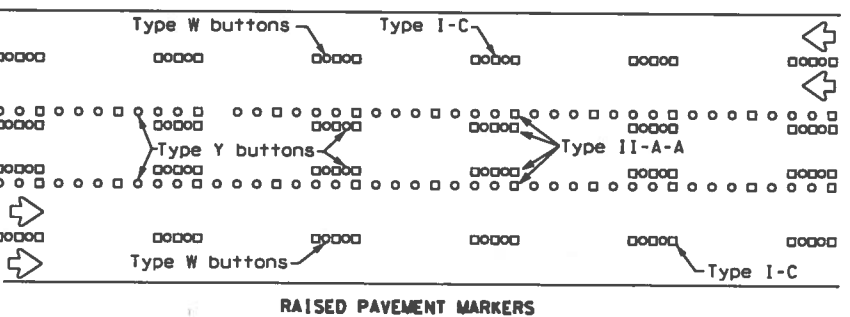 Type W buttons Type I-C
Type Y buttons Type II-A-A
Type W buttons
Type I-C
RAISED PAVEMENT MARKERS